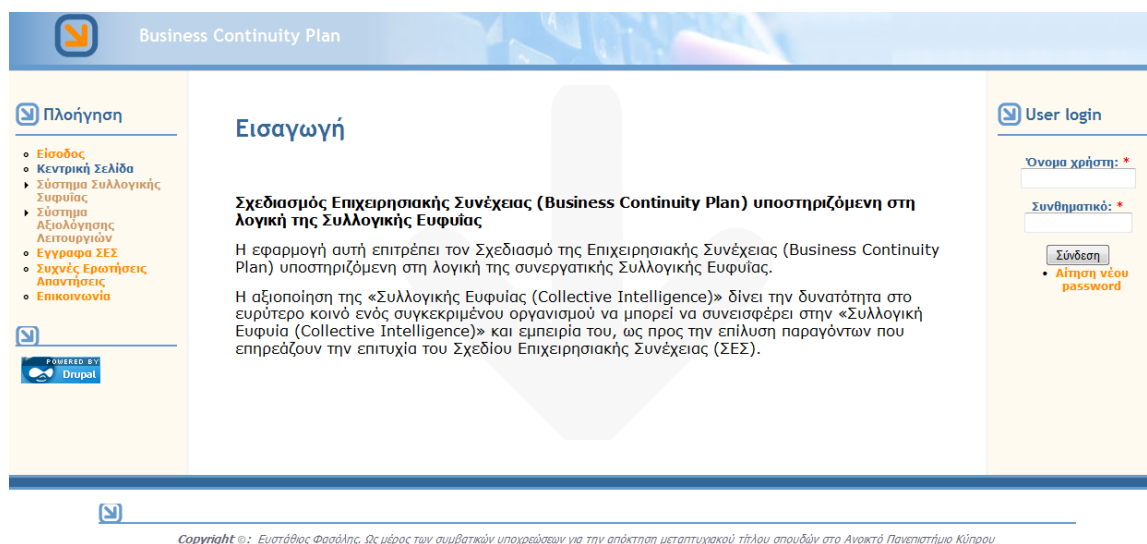 Business Continuity Plan
Πλοήγηση
Είσοδος
Κεντρική Σελίδα
Σύστημα Συλλογικής
Συφυΐας
Σύστημα
Αξιολόγησης
Λειτουργιών
Εγγραφα ΣΕΣ
Συχνές Ερωτήσεις
Απαντήσεις
Επικοινωνία
POWERED BY
Drupal
Εισαγωγή
Σχεδιασμός Επιχειρησιακής Συνέχειας (Business Continuity Plan) υποστηριζόμενη στη
λογική της Συλλογικής Ευφυΐας
Η εφαρμογή αυτή επιτρέπει τον Σχεδιασμό της Επιχειρησιακής Συνέχειας (Business Continuity
Plan) υποστηριζόμενη στη λογική της συνεργατικής Συλλογικής Ευφυΐας.
Η αξιοποίηση της «Συλλογικής Ευφυίας (Collective Intelligence)» δίνει την δυνατότητα στο
ευρύτερο κοινό ενός συγκεκριμένου οργανισμού να μπορεί να συνεισφέρει στην «Συλλογική
Ευφυία (Collective Intelligence)» και εμπειρία του, ως προς την επίλυση παραγόντων που
επηρεάζουν την επιτυχία του Σχεδίου Επιχειρησιακής Συνέχειας (ΣΕΣ).
User login
Όνομα χρήστη: *
Συνθηματικό: *
Σύνδεση
Αίτηση νέου
password
Copyright ©: Ευστάθιος Φασόλης. Ως μέρος των συμβατικών υποχρεώσεων για την απόκτηση μεταπτυχιακού τίτλου σπουδών στο Ανοικτό Πανεπιστήμιο Κύπρου